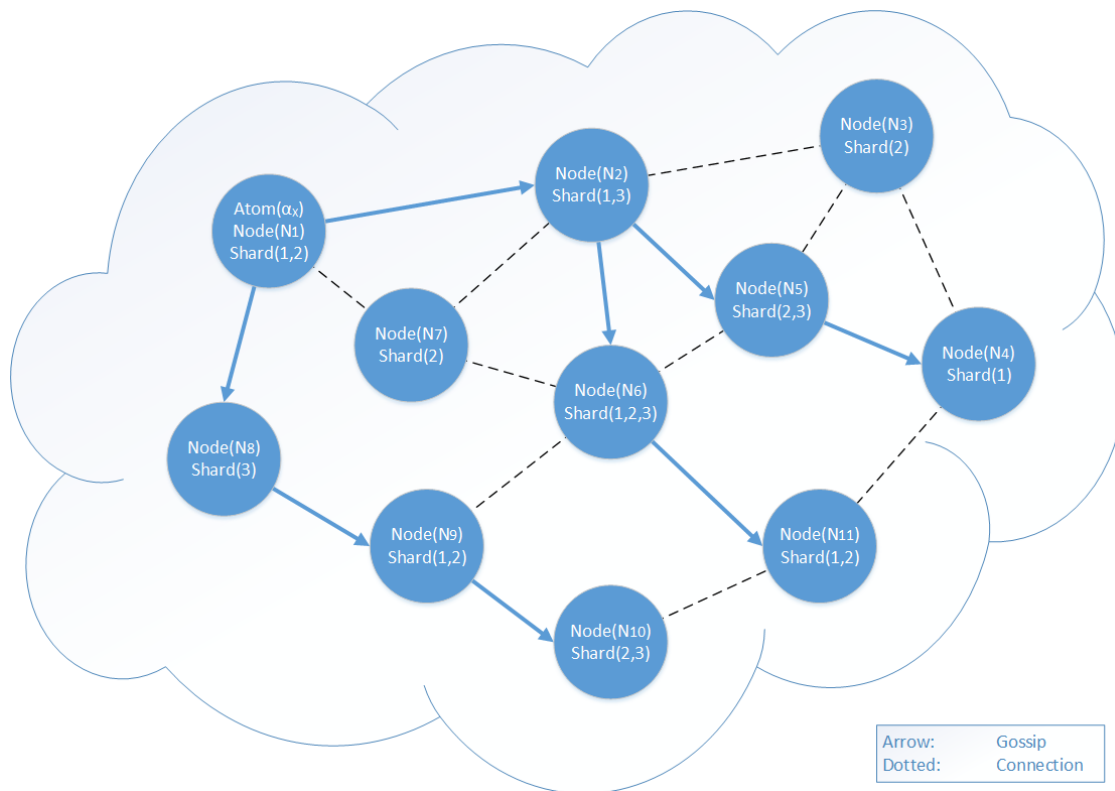 Node(N3)
Shard(2)
Node(N2)
Shard(1,3)
Atom(αx)
Node(N1)
Shard(1,2)
Node(N5)
Shard(2,3)
Node(N7)
Shard(2)
Node(N4)
Shard(1)
Node(N6)
Shard(1,2,3)
Node(N8)
Shard(3)
Node(N9)
Shard(1,2)
Node(N11)
Shard(1,2)
Node(N10)
Shard(2,3)
Arrow: Gossip
Dotted: Connection